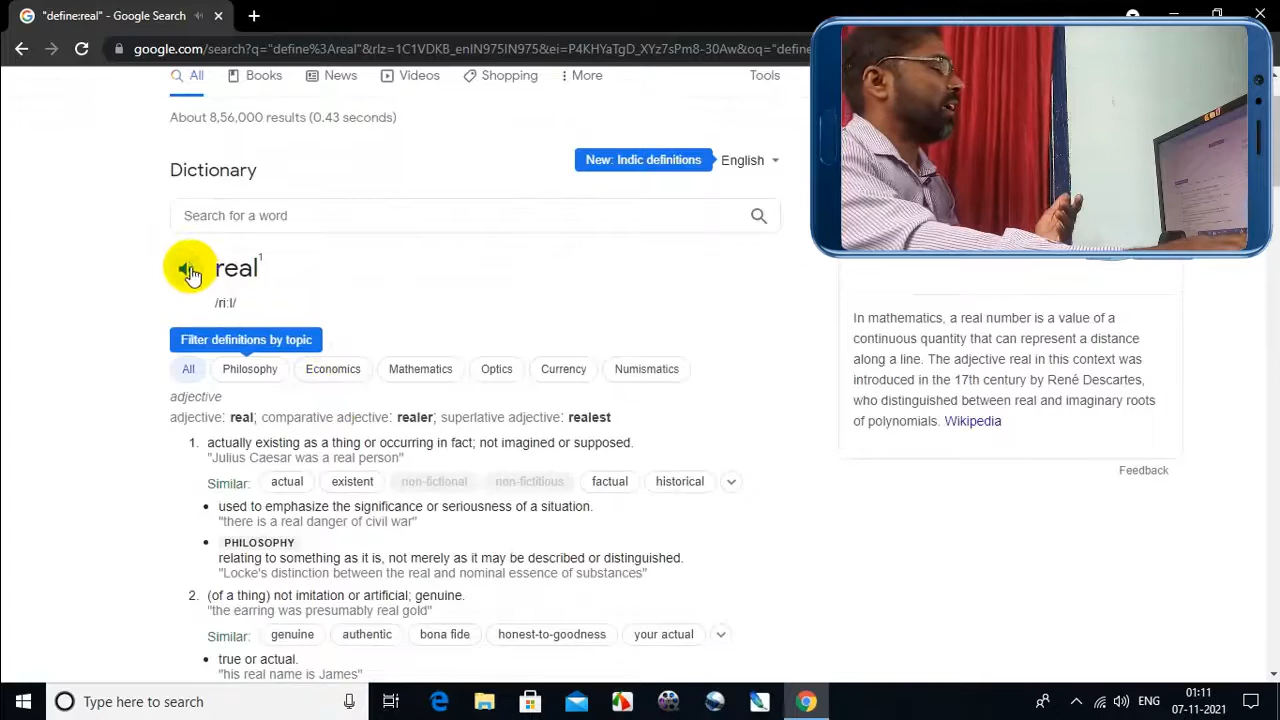 "define:real" - Google Search
google.com/search?q="define%3Areal"&rlz=1C1VDKB_enIN975IN975&ei=P4KHYaTgD_XYz7sPm8-30Aw&oq="define
All
Books
News
Videos
Shopping
More
Tools
About 8,56,000 results (0.43 seconds)
Dictionary
New: Indic definitions
English
Search for a word
real1
/riːl/
Filter definitions by topic
All
Philosophy
Economics
Mathematics
Optics
Currency
Numismatics
adjective
adjective: real; comparative adjective: realer; superlative adjective: realest
1. actually existing as a thing or occurring in fact; not imagined or supposed.
"Julius Caesar was a real person"
Similar:
actual
existent
non-fictional
non-fictitious
factual
historical
• used to emphasize the significance or seriousness of a situation.
"there is a real danger of civil war"
• PHILOSOPHY
relating to something as it is, not merely as it may be described or distinguished.
"Locke's distinction between the real and nominal essence of substances"
2. (of a thing) not imitation or artificial; genuine.
"the earring was presumably real gold"
Similar:
genuine
authentic
bona fide
honest-to-goodness
your actual
• true or actual.
"his real name is James"
In mathematics, a real number is a value of a
continuous quantity that can represent a distance
along a line. The adjective real in this context was
introduced in the 17th century by René Descartes,
who distinguished between real and imaginary roots
of polynomials. Wikipedia
Feedback
Type here to search
ENG
01:11
07-11-2021